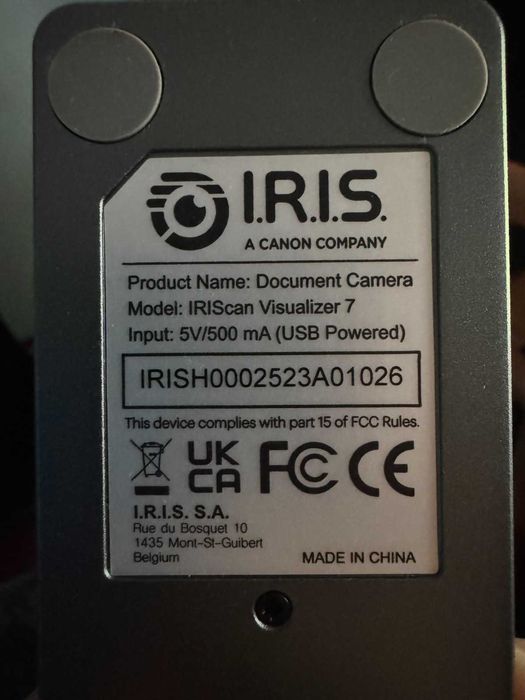 I.R.I.S.
A CANON COMPANY
Product Name: Document Camera
Model: IRIScan Visualizer 7
Input: 5V/500 mA (USB Powered)
IRISH0002523A01026
This device complies with part 15 of FCC Rules.
UK
CA
FC CE
I.R.I.S. S.A.
Rue du Bosquet 10
1435 Mont-St-Guibert
Belgium
MADE IN CHINA